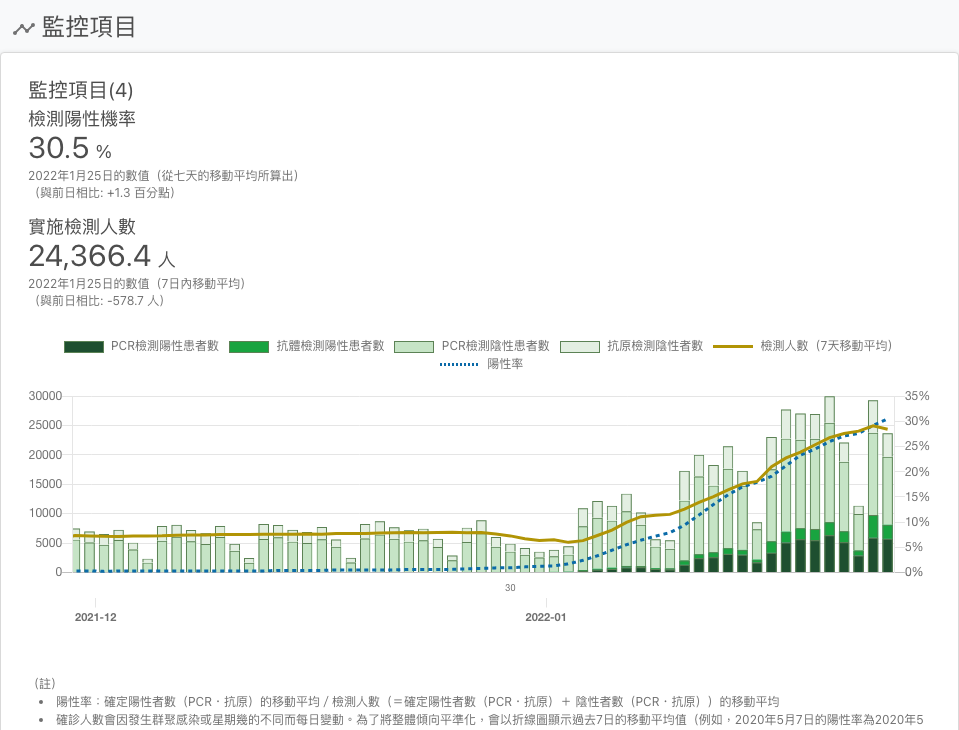 監控項目
監控項目(4)
檢測陽性機率
30.5 %
2022年1月25日的數值（從七天的移動平均所算出）
（與前日相比: +1.3 百分點）
實施檢測人數
24,366.4 人
2022年1月25日的數值（7日內移動平均）
（與前日相比: -578.7 人）
PCR檢測陽性患者數 抗體檢測陽性患者數 PCR檢測陰性患者數 抗原檢測陰性者數 檢測人數（7天移動平均）
陽性率
30000 35%
25000 30%
20000 25%
15000 20%
10000 15%
5000 10%
0 5%
0%
30
2021-12 2022-01
（註）
陽性率：確定陽性者數（PCR・抗原）的移動平均 / 檢測人數（＝確定陽性者數（PCR・抗原）＋ 陰性者數（PCR・抗原））的移動平均
確診人數會因發生群聚感染或星期幾的不同而每日變動。為了將整體傾向平準化，會以折線圖顯示過去7日的移動平均值（例如，2020年5月7日的陽性率為2020年5